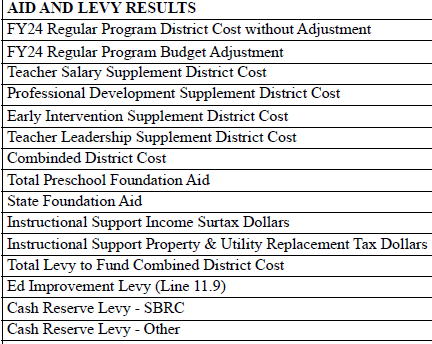 AID AND LEVY RESULTS
FY24 Regular Program District Cost without Adjustment
FY24 Regular Program Budget Adjustment
Teacher Salary Supplement District Cost
Professional Development Supplement District Cost
Early Intervention Supplement District Cost
Teacher Leadership Supplement District Cost
Combinded District Cost
Total Preschool Foundation Aid
State Foundation Aid
Instructional Support Income Surtax Dollars
Instructional Support Property & Utility Replacement Tax Dollars
Total Levy to Fund Combined District Cost
Ed Improvement Levy (Line 11.9)
Cash Reserve Levy - SBRC
Cash Reserve Levy - Other